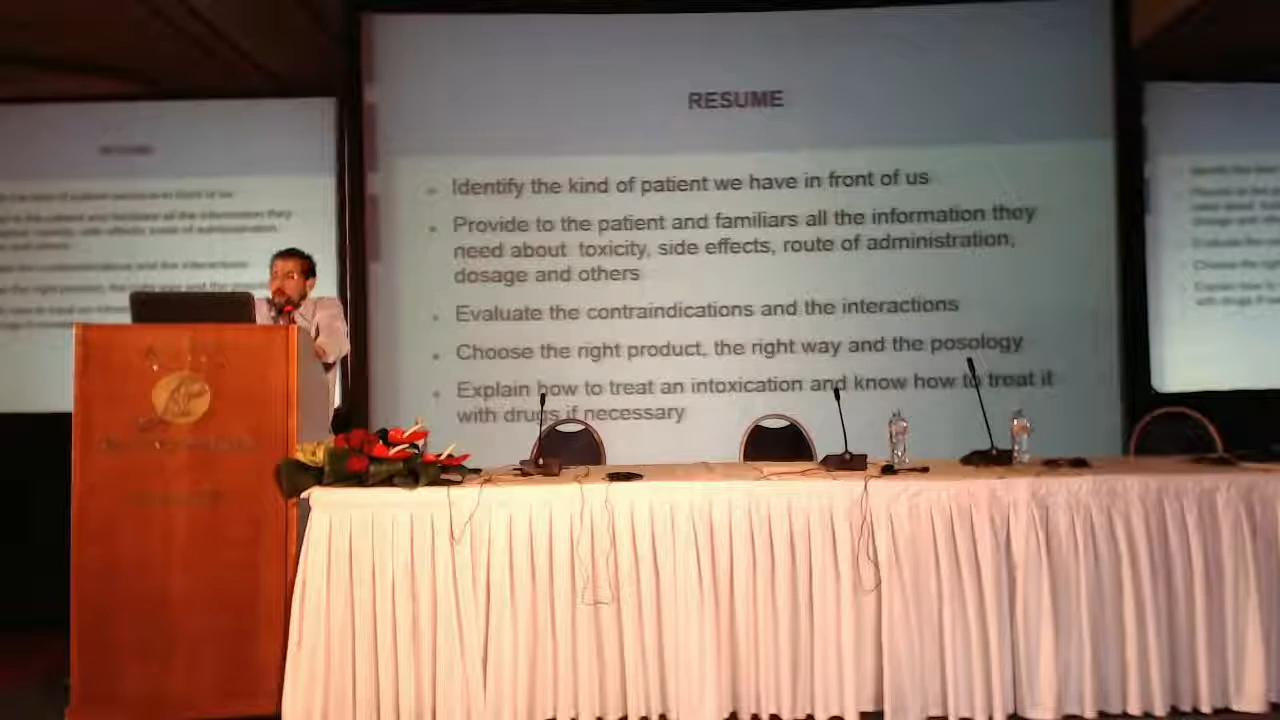 RESUME
Identify the kind of patient we have in front of us
Provide to the patient and familiars all the information they
need about toxicity, side effects, route of administration,
dosage and others
Evaluate the contraindications and the interactions
Choose the right product, the right way and the posology
Explain how to treat an intoxication and know how to treat it
with drugs if necessary